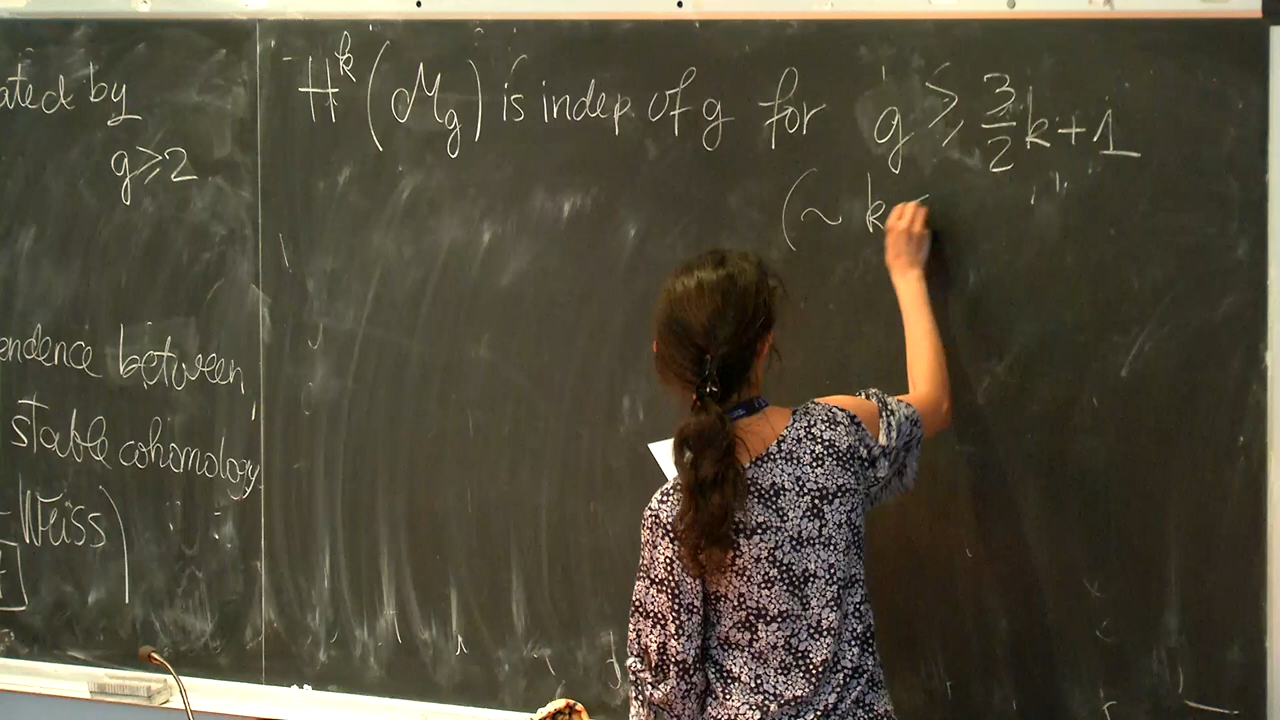 ated by
g ⩾ 2
endence between
stable cohomology
-Weiss)
H^k(M_g) is indep. of g for g ⩾ 3/2 k + 1
(~ k